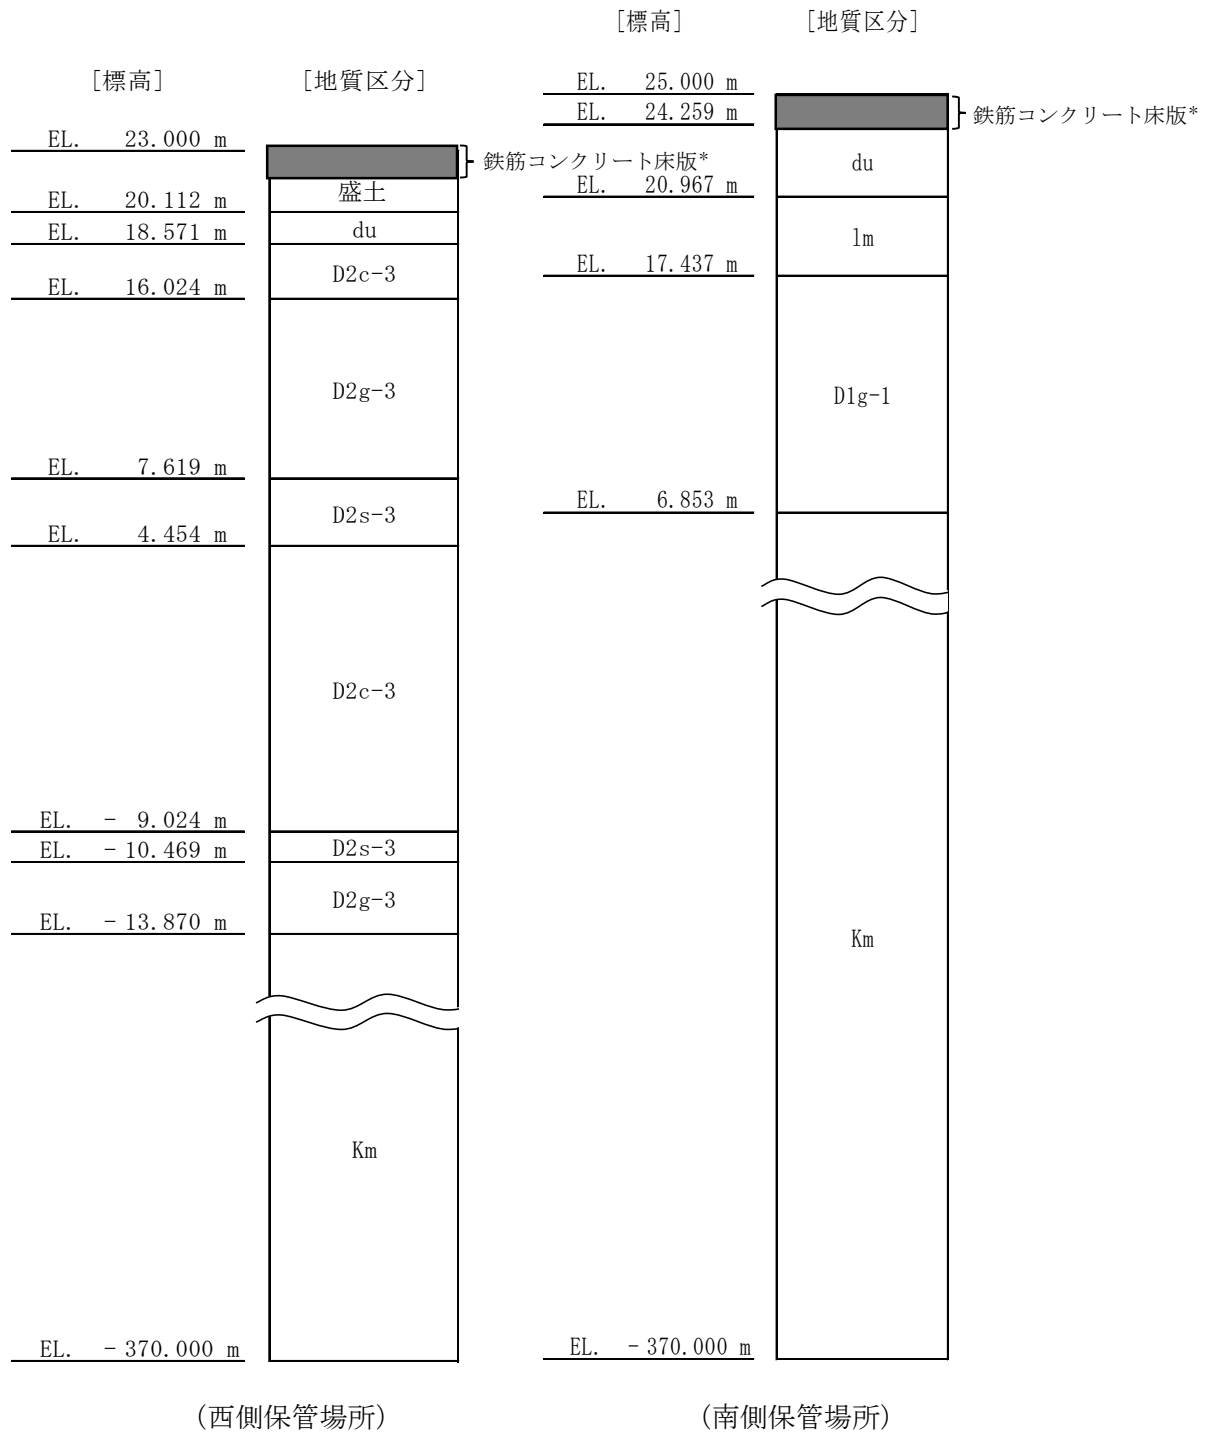 [標高] [地質区分]
EL. 23.000 m
鉄筋コンクリート床版*
盛土
EL. 20.112 m
du
EL. 18.571 m
D2c-3
EL. 16.024 m
D2g-3
EL. 7.619 m
D2s-3
EL. 4.454 m
D2c-3
EL. - 9.024 m
D2s-3
EL. -10.469 m
D2g-3
EL. -13.870 m
Km
EL. -370.000 m
(西側保管場所)
[標高] [地質区分]
EL. 25.000 m
鉄筋コンクリート床版*
EL. 24.259 m
du
EL. 20.967 m
lm
EL. 17.437 m
D1g-1
EL. 6.853 m
Km
EL. -370.000 m
(南側保管場所)